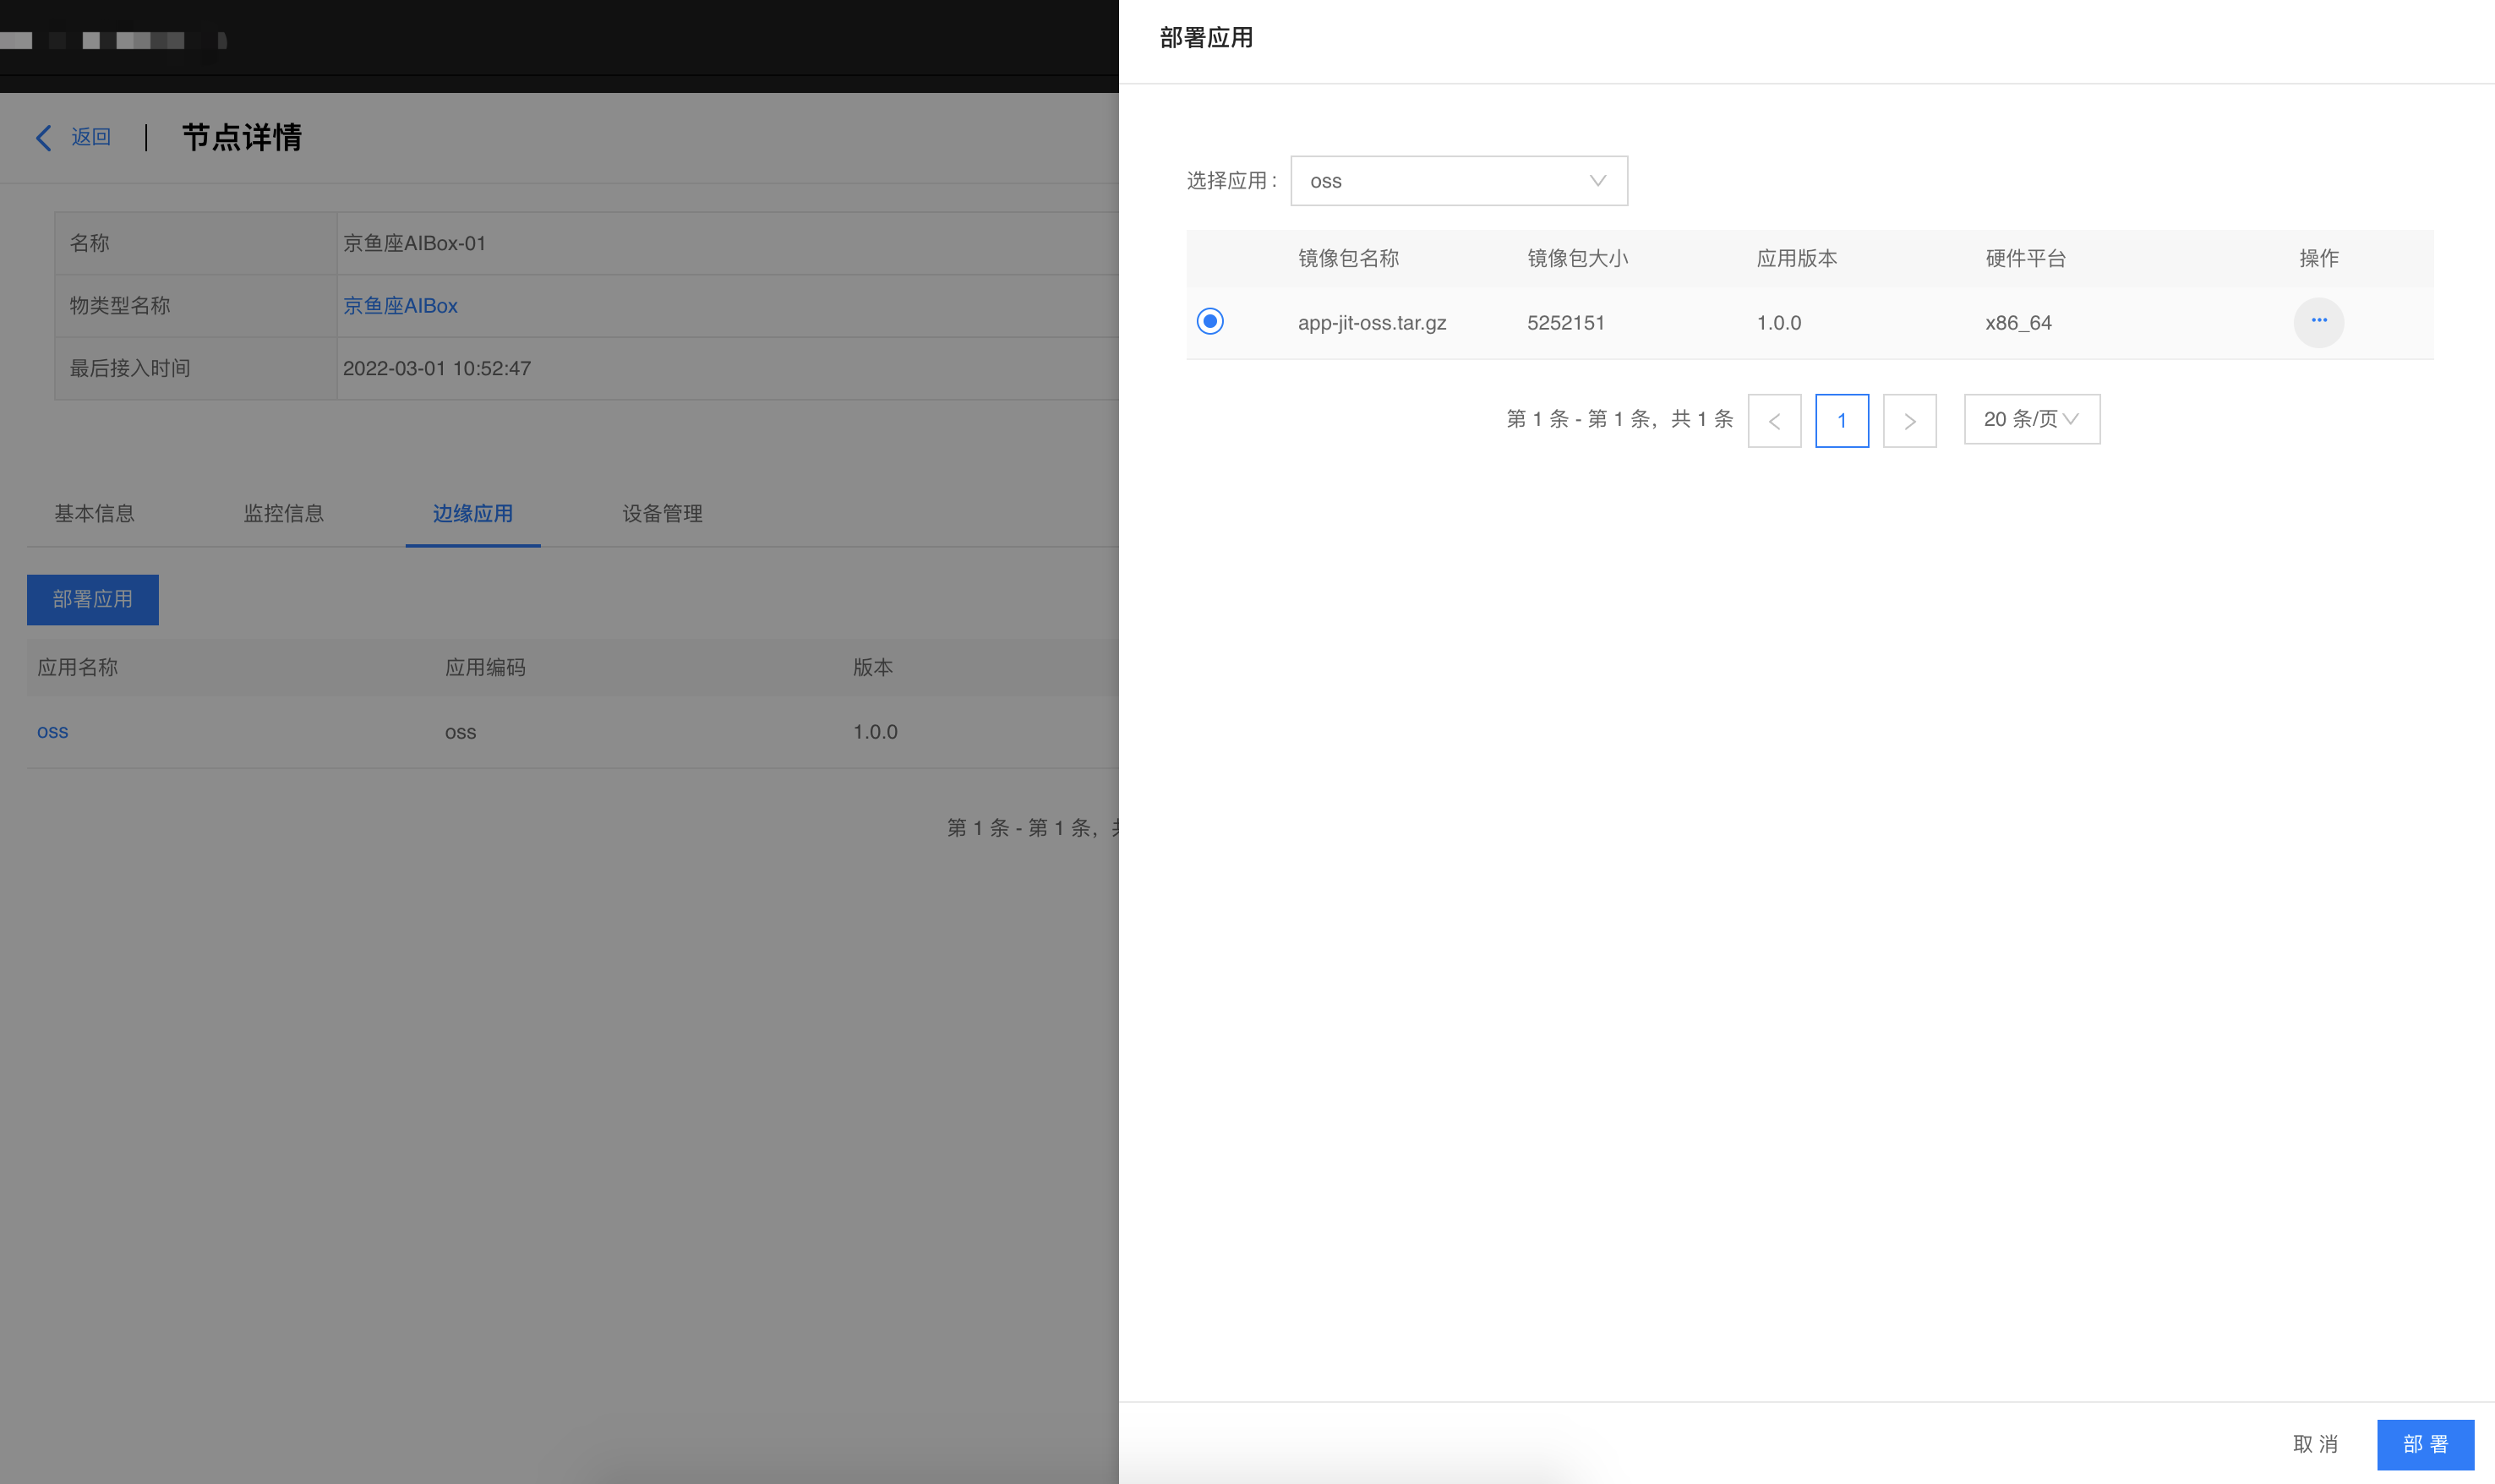 返回
节点详情
名称 京鱼座AIBox-01
物类型名称 京鱼座AIBox
最后接入时间 2022-03-01 10:52:47
基本信息 监控信息 边缘应用 设备管理
部署应用
应用名称 应用编码 版本
oss oss 1.0.0
第 1 条 - 第 1 条,
部署应用
选择应用: oss
镜像包名称 镜像包大小 应用版本 硬件平台 操作
app-jit-oss.tar.gz 5252151 1.0.0 x86_64 ···
第 1 条 - 第 1 条, 共 1 条 < 1 > 20 条/页
取 消 部 署